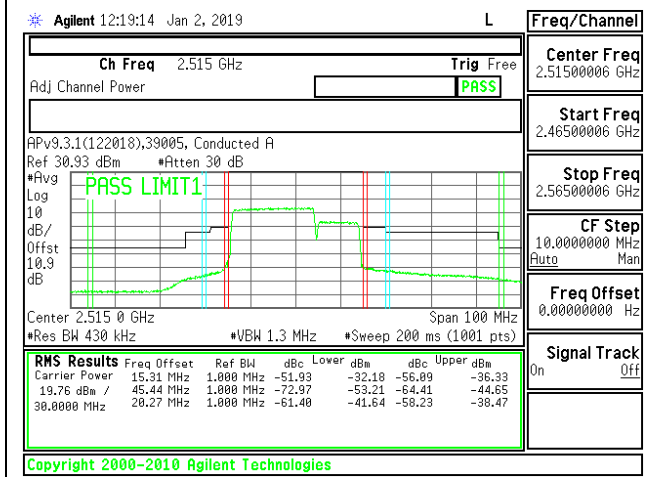 Agilent 12:19:14 Jan 2, 2019 L
Freq/Channel
Ch Freq 2.515 GHz Trig Free
Adj Channel Power PASS
APv9.3.1(122018),39005, Conducted A
Ref 30.93 dBm #Atten 30 dB
#Avg
Log
10
dB/
Offst
10.9
dB
PASS LIMIT1
Center 2.515 0 GHz Span 100 MHz
#Res BW 430 kHz #VBW 1.3 MHz #Sweep 200 ms (1001 pts)
RMS Results Freq Offset Ref BW dBc Lower dBm dBc Upper dBm
Carrier Power 15.31 MHz 1.000 MHz -51.93 -32.18 -56.09 -36.33
19.76 dBm / 45.44 MHz 1.000 MHz -72.97 -53.21 -64.41 -44.65
30.0000 MHz 20.27 MHz 1.000 MHz -61.40 -41.64 -58.23 -38.47
Copyright 2000-2010 Agilent Technologies
Center Freq
2.51500006 GHz
Start Freq
2.46500006 GHz
Stop Freq
2.56500006 GHz
CF Step
10.0000000 MHz
Auto Man
Freq Offset
0.00000000 Hz
Signal Track
On Off